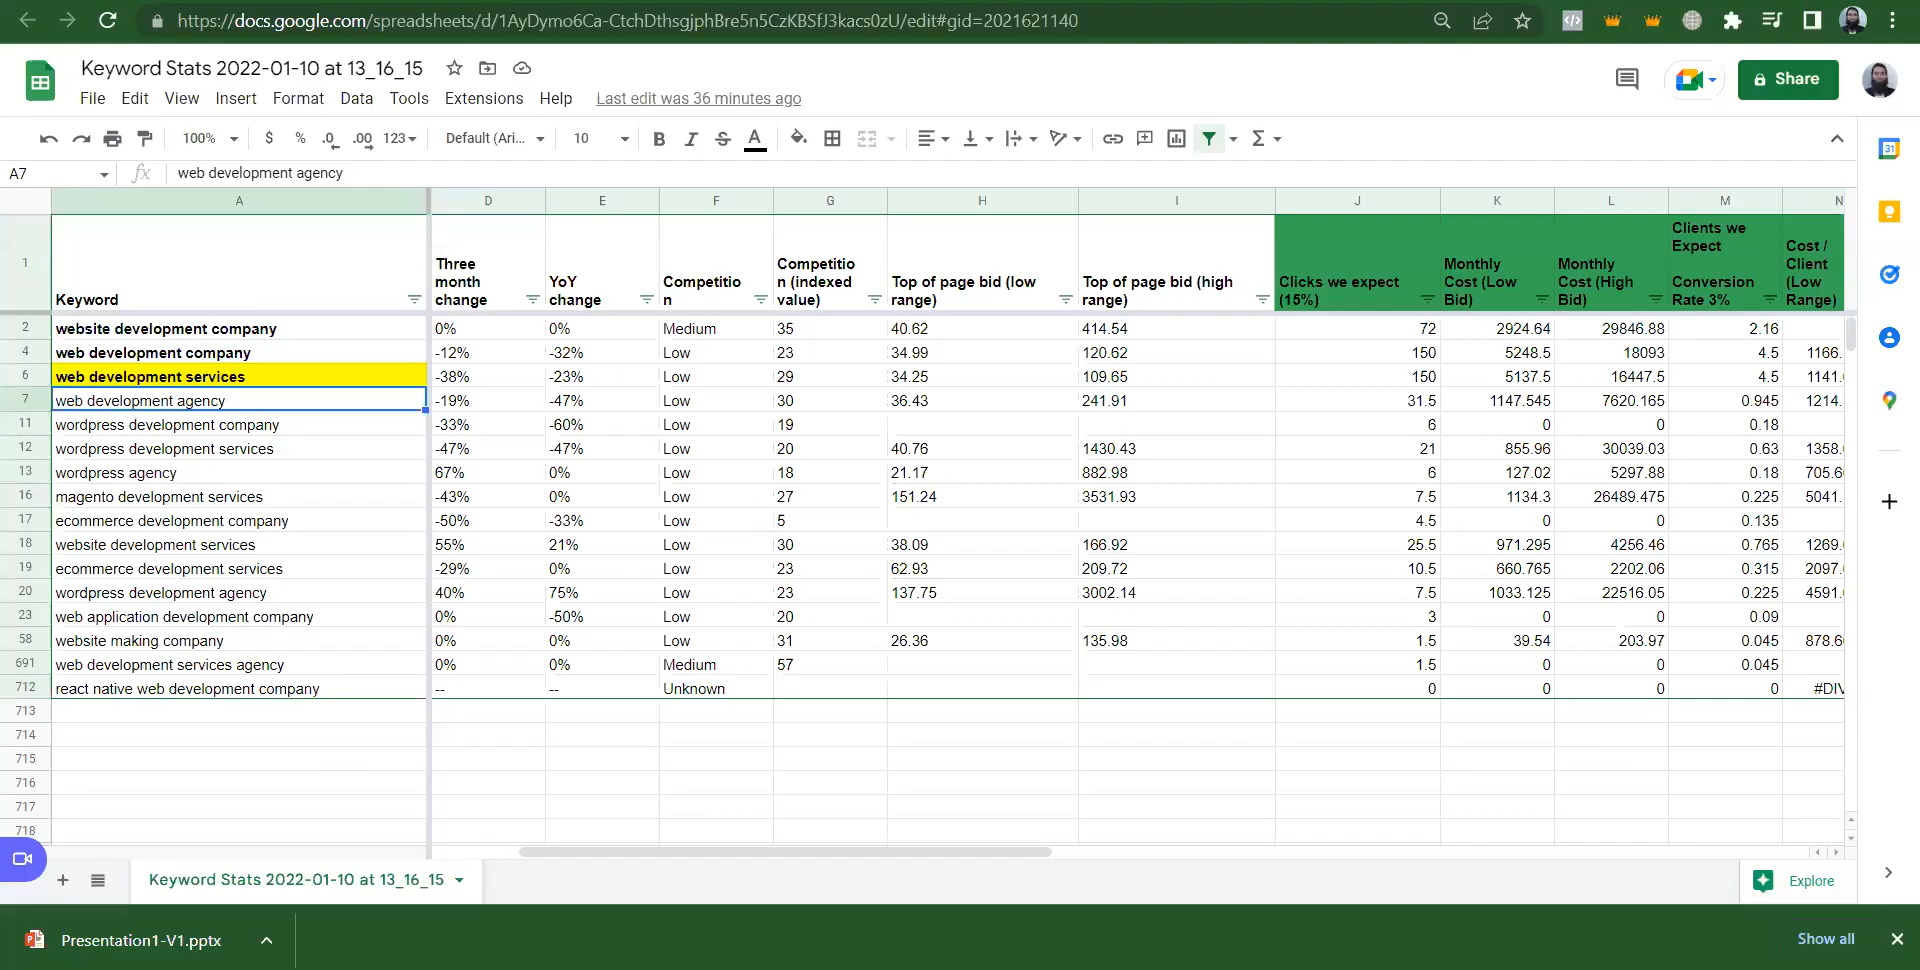 https://docs.google.com/spreadsheets/d/1AyDymo6Ca-CtchDthsgjphBre5n5CzKBSfJ3kacs0zU/edit#gid=2021621140
Keyword Stats 2022-01-10 at 13_16_15
Share
File Edit View Insert Format Data Tools Extensions Help Last edit was 36 minutes ago
100% $ % .0 .00 123 Default (Ari... 10 B I S A
A7 fx web development agency
A D E F G H I J K L M N
1 Keyword
Three month change
YoY change
Competitio
n
Competitio
n (indexed
value)
Top of page bid (low
range)
Top of page bid (high
range)
Clicks we expect
(15%)
Monthly
Cost (Low
Bid)
Monthly
Cost (High
Bid)
Clients we
Expect
Conversion
Rate 3%
Cost /
Client
(Low
Range)
2 website development company 0% 0% Medium 35 40.62 414.54 72 2924.64 29846.88 2.16
4 web development company -12% -32% Low 23 34.99 120.62 150 5248.5 18093 4.5 1166.
6 web development services -38% -23% Low 29 34.25 109.65 150 5137.5 16447.5 4.5 1141.
7 web development agency -19% -47% Low 30 36.43 241.91 31.5 1147.545 7620.165 0.945 1214.
11 wordpress development company -33% -60% Low 19 6 0 0 0.18
12 wordpress development services -47% -47% Low 20 40.76 1430.43 21 855.96 30039.03 0.63 1358.
13 wordpress agency 67% 0% Low 18 21.17 882.98 6 127.02 5297.88 0.18 705.6
16 magento development services -43% 0% Low 27 151.24 3531.93 7.5 1134.3 26489.475 0.225 5041.
17 ecommerce development company -50% -33% Low 5 4.5 0 0 0.135
18 website development services 55% 21% Low 30 38.09 166.92 25.5 971.295 4256.46 0.765 1269.
19 ecommerce development services -29% 0% Low 23 62.93 209.72 10.5 660.765 2202.06 0.315 2097.
20 wordpress development agency 40% 75% Low 23 137.75 3002.14 7.5 1033.125 22516.05 0.225 4591.
23 web application development company 0% -50% Low 20 3 0 0 0.09
58 website making company 0% 0% Low 31 26.36 135.98 1.5 39.54 203.97 0.045 878.6
691 web development services agency 0% 0% Medium 57 1.5 0 0 0.045
712 react native web development company -- -- Unknown 0 0 0 0 #DIV
713
714
715
716
717
718
Keyword Stats 2022-01-10 at 13_16_15
Explore
Presentation1-V1.pptx
Show all